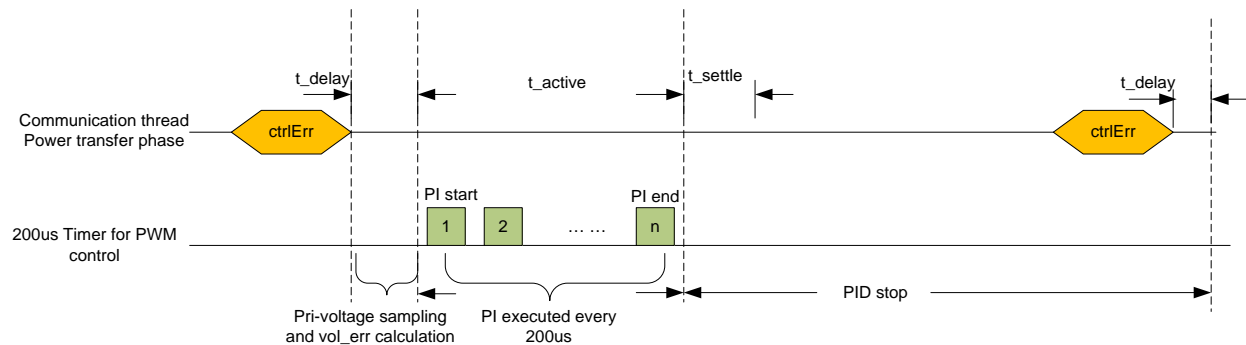 t_delay
t_active
t_settle
t_delay
Communication thread
Power transfer phase
ctrlErr
ctrlErr
PI start
PI end
1
2
... ...
n
200us Timer for PWM
control
PID stop
Pri-voltage sampling
and vol_err calculation
PI executed every
200us